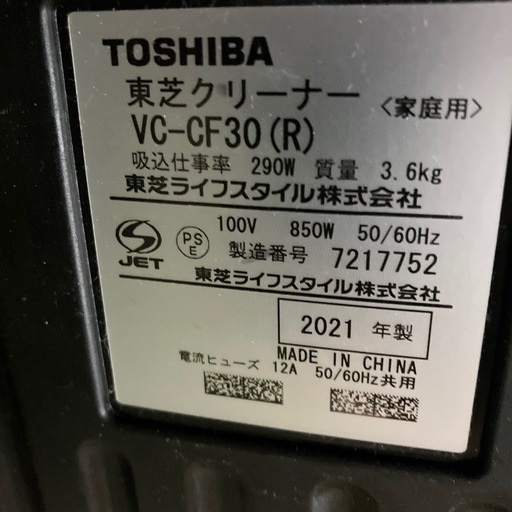 TOSHIBA
東芝クリーナー 〈家庭用〉
VC-CF30(R)
吸込仕事率 290W 質量 3.6kg
東芝ライフスタイル株式会社
100V 850W 50/60Hz
JET PS E 製造番号 7217752
東芝ライフスタイル株式会社
2021 年製
MADE IN CHINA
電流ヒューズ 12A 50/60Hz共用